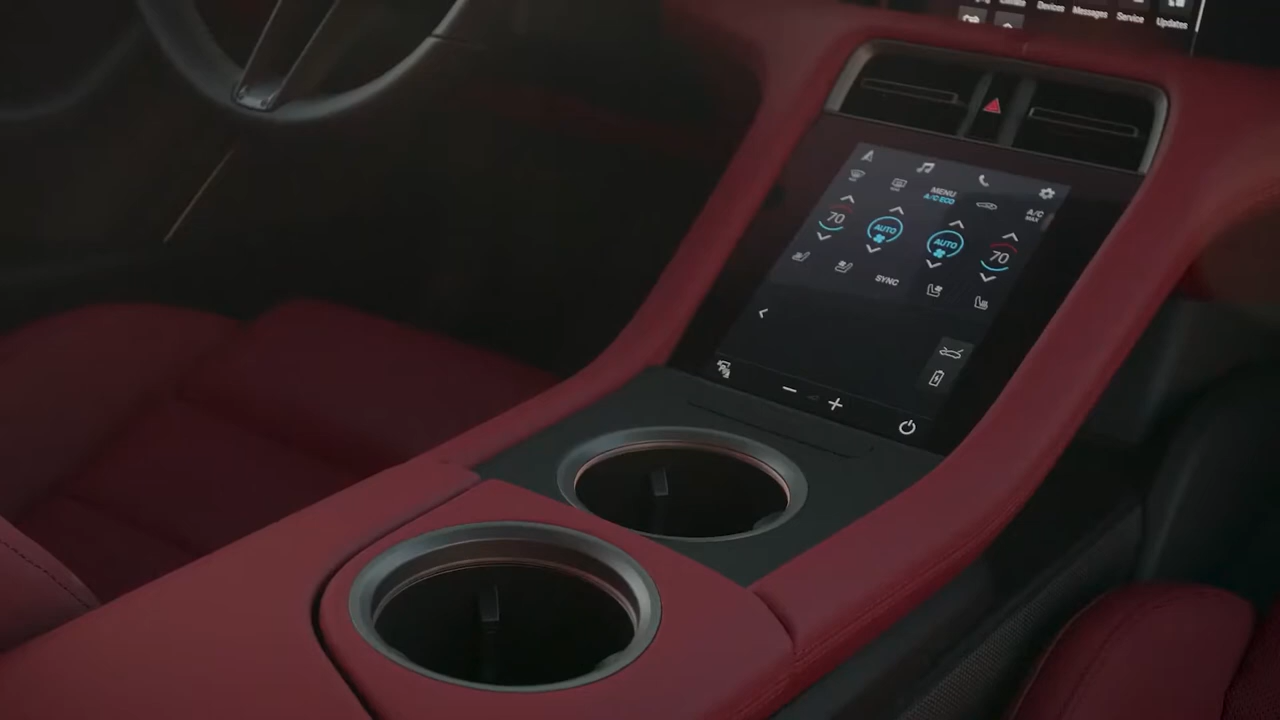 Devices
Messages
Service
Updates
MENU
A/C ECO
A/C
MAX
70
AUTO
AUTO
70
SYNC